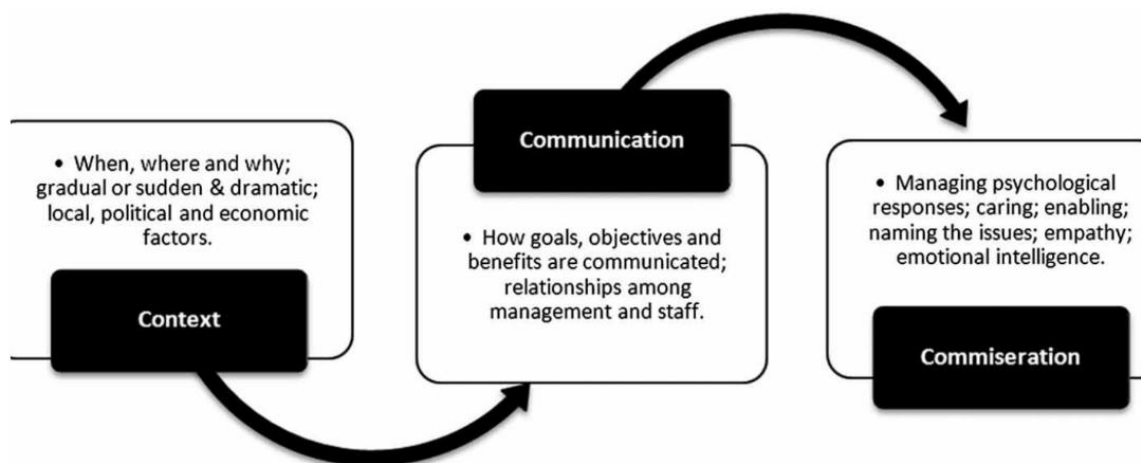 • When, where and why;
gradual or sudden & dramatic;
local, political and economic
factors.
Context
Communication
• How goals, objectives and
benefits are communicated;
relationships among
management and staff.
• Managing psychological
responses; caring; enabling;
naming the issues; empathy;
emotional intelligence.
Commiseration